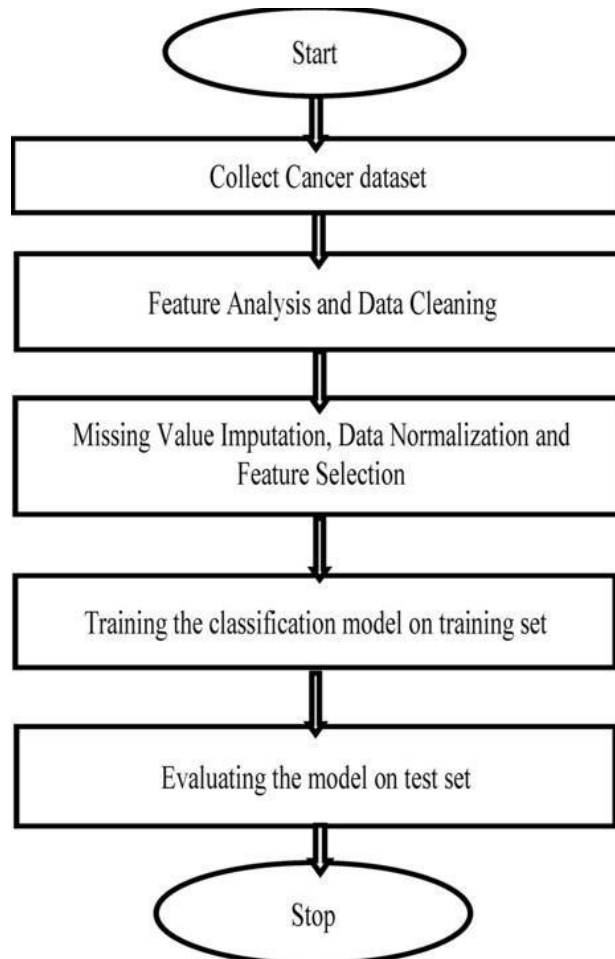 Start
Collect Cancer dataset
Feature Analysis and Data Cleaning
Missing Value Imputation, Data Normalization and
Feature Selection
Training the classification model on training set
Evaluating the model on test set
Stop